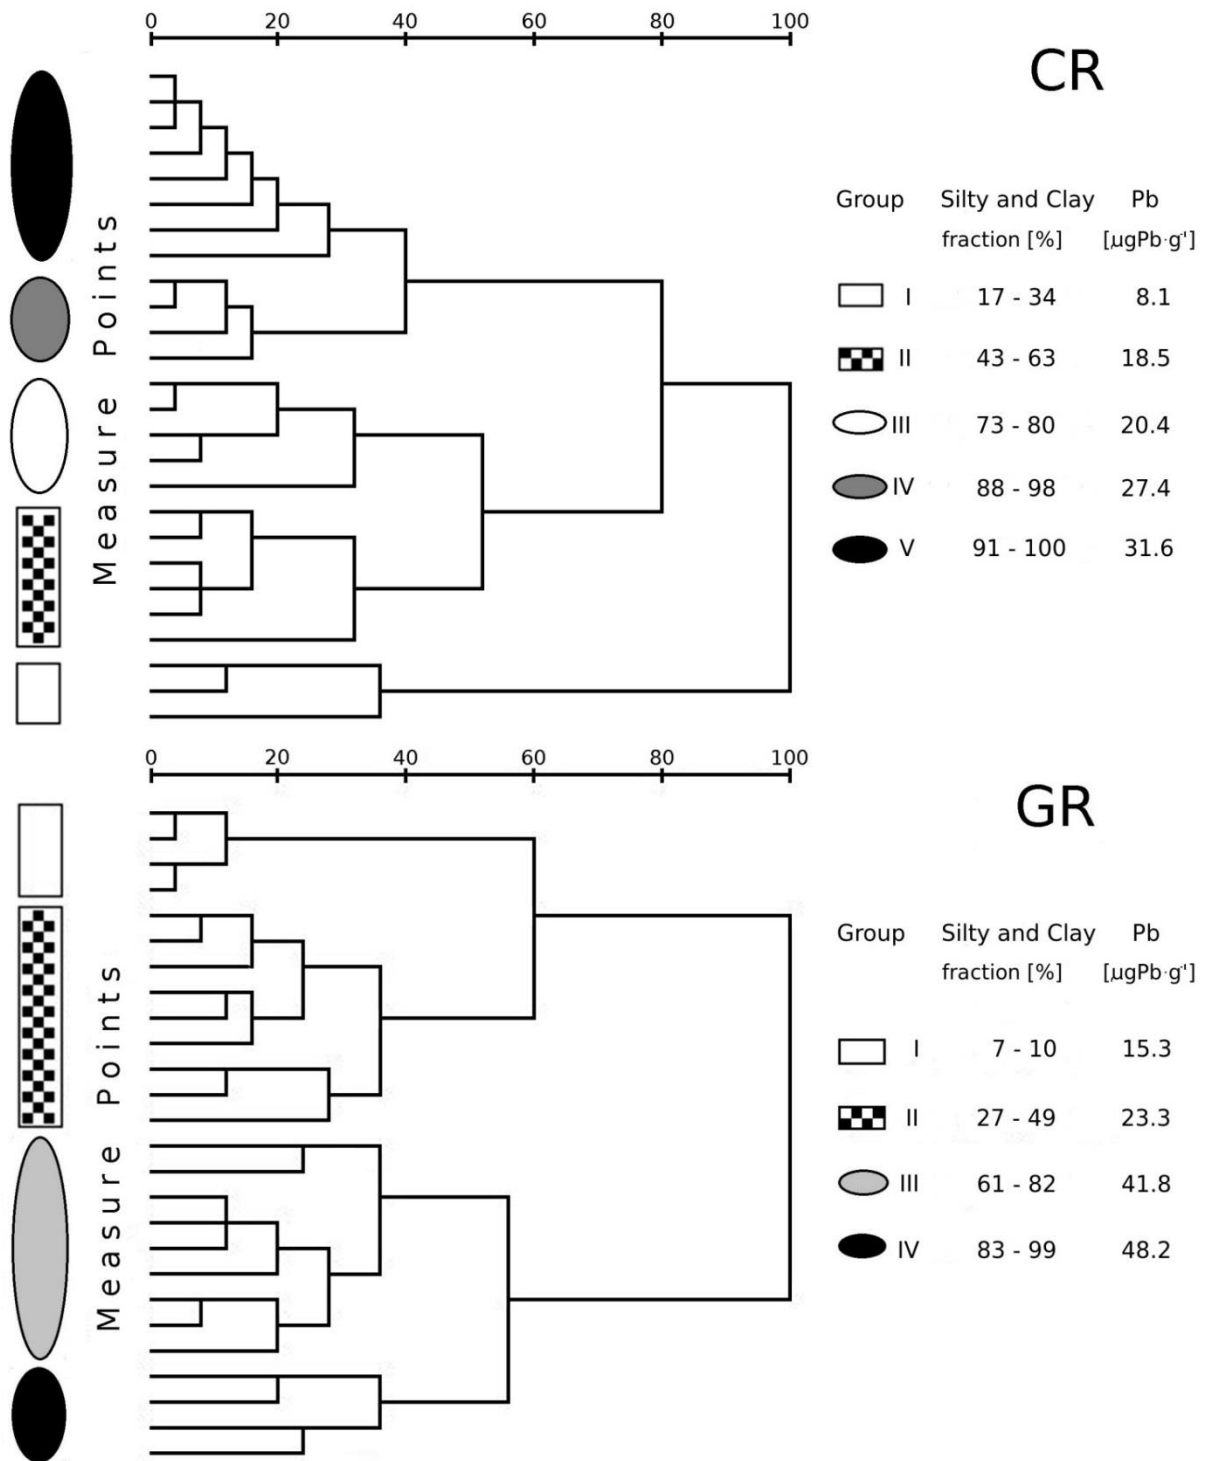 0 20 40 60 80 100
CR
Measure Points
Group Silty and Clay Pb
fraction [%] [µgPb·g']
I 17 - 34 8.1
II 43 - 63 18.5
III 73 - 80 20.4
IV 88 - 98 27.4
V 91 - 100 31.6
0 20 40 60 80 100
GR
Measure Points
Group Silty and Clay Pb
fraction [%] [µgPb·g']
I 7 - 10 15.3
II 27 - 49 23.3
III 61 - 82 41.8
IV 83 - 99 48.2